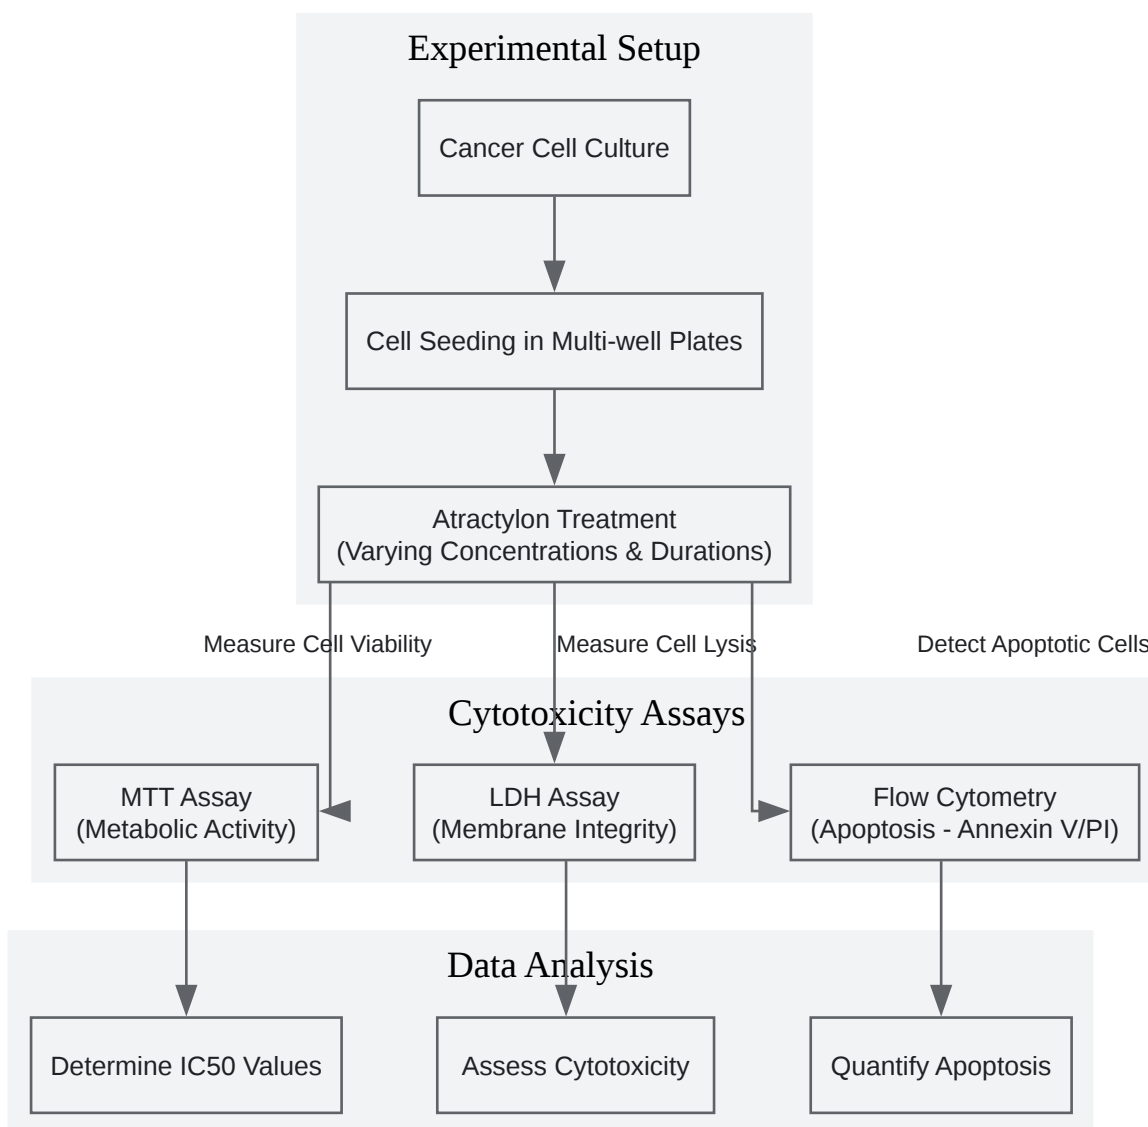 Experimental Setup
Cancer Cell Culture
Cell Seeding in Multi-well Plates
Atractylon Treatment
(Varying Concentrations & Durations)
Measure Cell Viability
Measure Cell Lysis
Detect Apoptotic Cells
Cytotoxicity Assays
MTT Assay
(Metabolic Activity)
LDH Assay
(Membrane Integrity)
Flow Cytometry
(Apoptosis - Annexin V/PI)
Data Analysis
Determine IC50 Values
Assess Cytotoxicity
Quantify Apoptosis